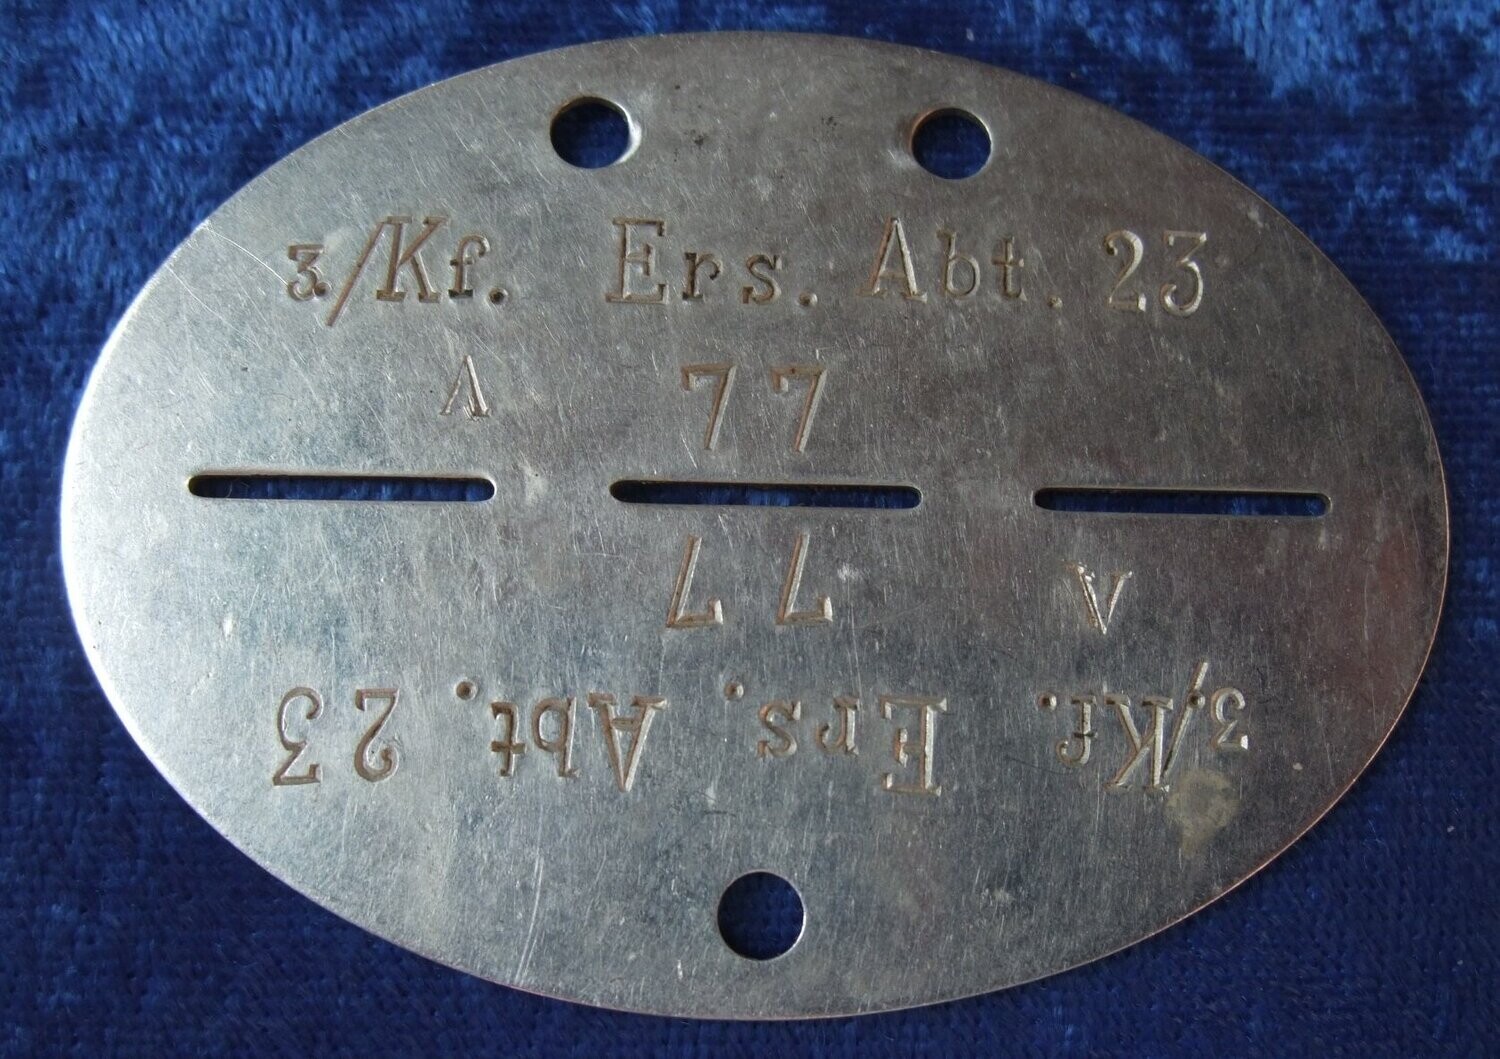 3/Kf. Ers. Abt. 23
A 77
3./Kf. Ers. Abt. 23
A 77